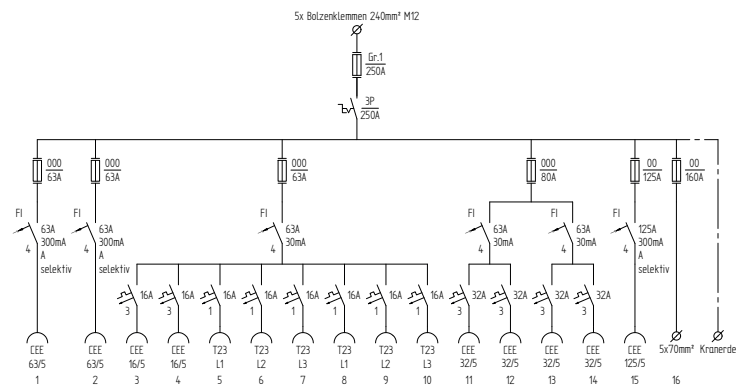 5x Bolzenklemmen 240mm² M12
Gr.1
250A
3P
250A
000
63A
000
63A
000
63A
000
80A
00
125A
00
160A
FI
63A
300mA
A
selektiv
4
FI
63A
300mA
A
selektiv
4
FI
63A
30mA
4
FI
63A
30mA
4
FI
63A
30mA
4
FI
125A
300mA
A
selektiv
4
16A
3
16A
3
16A
1
16A
1
16A
1
16A
1
16A
1
16A
1
32A
3
32A
3
32A
3
32A
3
CEE
63/5
1
CEE
63/5
2
CEE
16/5
3
CEE
16/5
4
T23
L1
5
T23
L2
6
T23
L3
7
T23
L1
8
T23
L2
9
T23
L3
10
CEE
32/5
11
CEE
32/5
12
CEE
32/5
13
CEE
32/5
14
CEE
125/5
15
5x70mm²
16
Kranerde